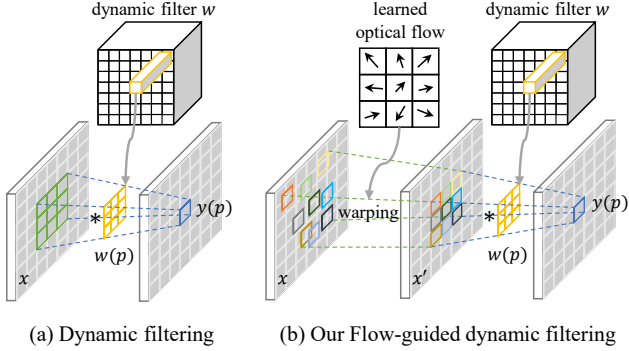 dynamic filter w
learned
optical flow
dynamic filter w
x
*
w(p)
y(p)
warping
x
x′
*
w(p)
y(p)
(a) Dynamic filtering
(b) Our Flow-guided dynamic filtering